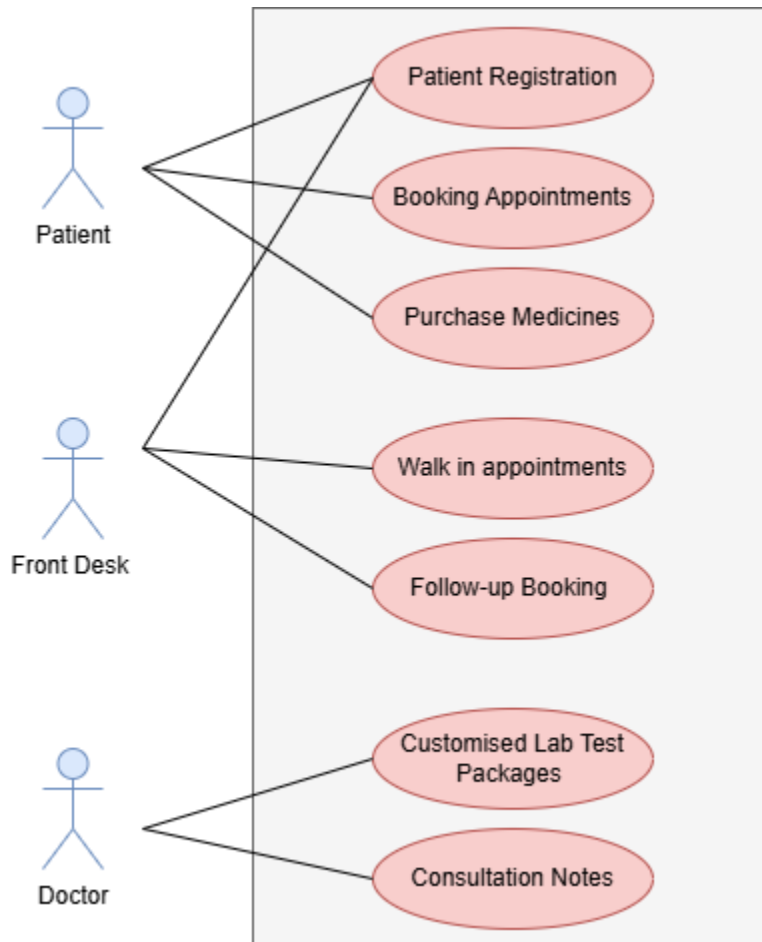 Patient Registration
Booking Appointments
Patient
Purchase Medicines
Walk in appointments
Front Desk
Follow-up Booking
Customised Lab Test
Packages
Consultation Notes
Doctor